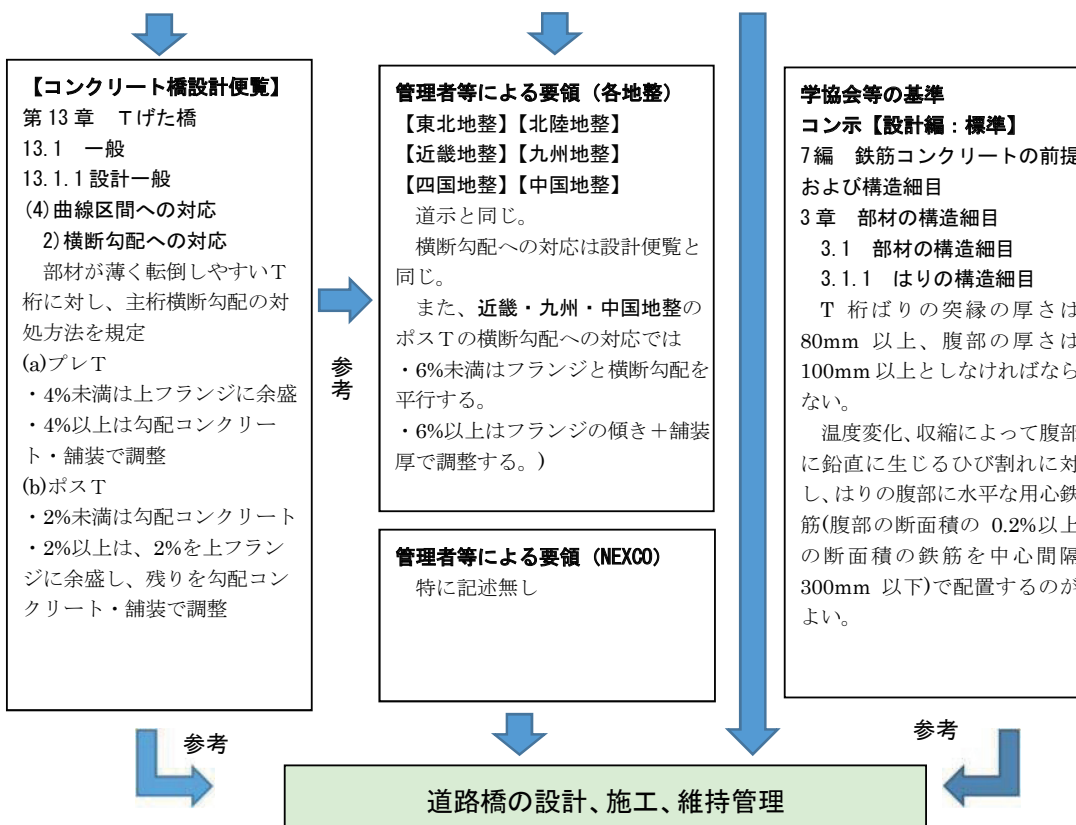 【コンクリート橋設計便覧】
第 13 章　Ｔげた橋
13.1　一般
13.1.1 設計一般
(4)曲線区間への対応
2)横断勾配への対応
部材が薄く転倒しやすいＴ
桁に対し、主桁横断勾配の対
処方法を規定
(a)プレＴ
・4%未満は上フランジに余盛
・4%以上は勾配コンクリー
ト・舗装で調整
(b)ポスＴ
・2%未満は勾配コンクリート
・2%以上は、2%を上フラン
ジに余盛し、残りを勾配コン
クリート・舗装で調整
参考
管理者等による要領（各地整）
【東北地整】【北陸地整】
【近畿地整】【九州地整】
【四国地整】【中国地整】
道示と同じ。
横断勾配への対応は設計便覧と
同じ。
また、近畿・九州・中国地整の
ポスＴの横断勾配への対応では
・6%未満はフランジと横断勾配を
平行する。
・6%以上はフランジの傾き＋舗装
厚で調整する。)
管理者等による要領（NEXCO）
特に記述無し
学協会等の基準
コン示【設計編：標準】
7編　鉄筋コンクリートの前提
および構造細目
3 章　部材の構造細目
3.1　部材の構造細目
3.1.1　はりの構造細目
T 桁ばりの突縁の厚さは
80mm 以上、腹部の厚さは
100mm 以上としなければなら
ない。
温度変化、収縮によって腹部
に鉛直に生じるひび割れに対
し、はりの腹部に水平な用心鉄
筋(腹部の断面積の 0.2%以上
の断面積の鉄筋を中心間隔
300mm 以下)で配置するのが
よい。
参考
参考
道路橋の設計、施工、維持管理